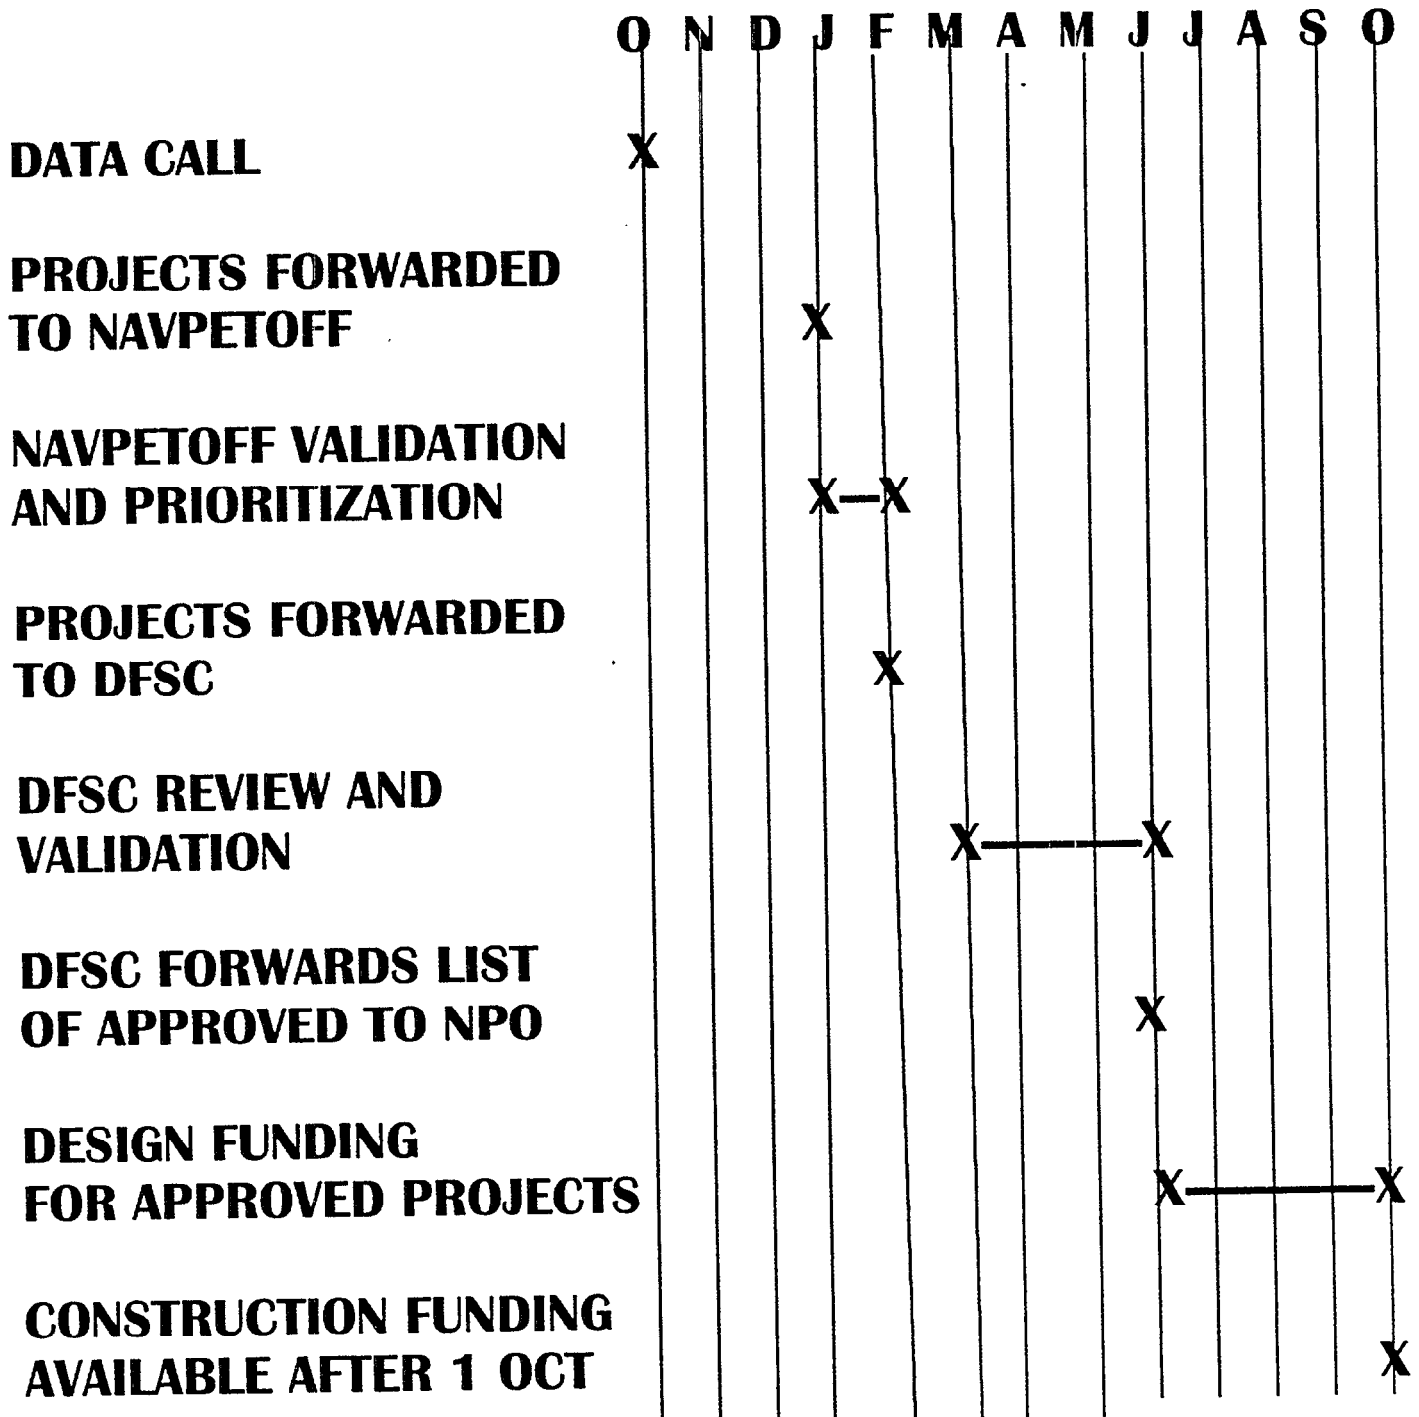 O N D J F M A M J J A S O
DATA CALL X
PROJECTS FORWARDED
TO NAVPETOFF X
NAVPETOFF VALIDATION
AND PRIORITIZATION X X
PROJECTS FORWARDED
TO DFSC X
DFSC REVIEW AND
VALIDATION X X
DFSC FORWARDS LIST
OF APPROVED TO NPO X
DESIGN FUNDING
FOR APPROVED PROJECTS X X
CONSTRUCTION FUNDING
AVAILABLE AFTER 1 OCT X